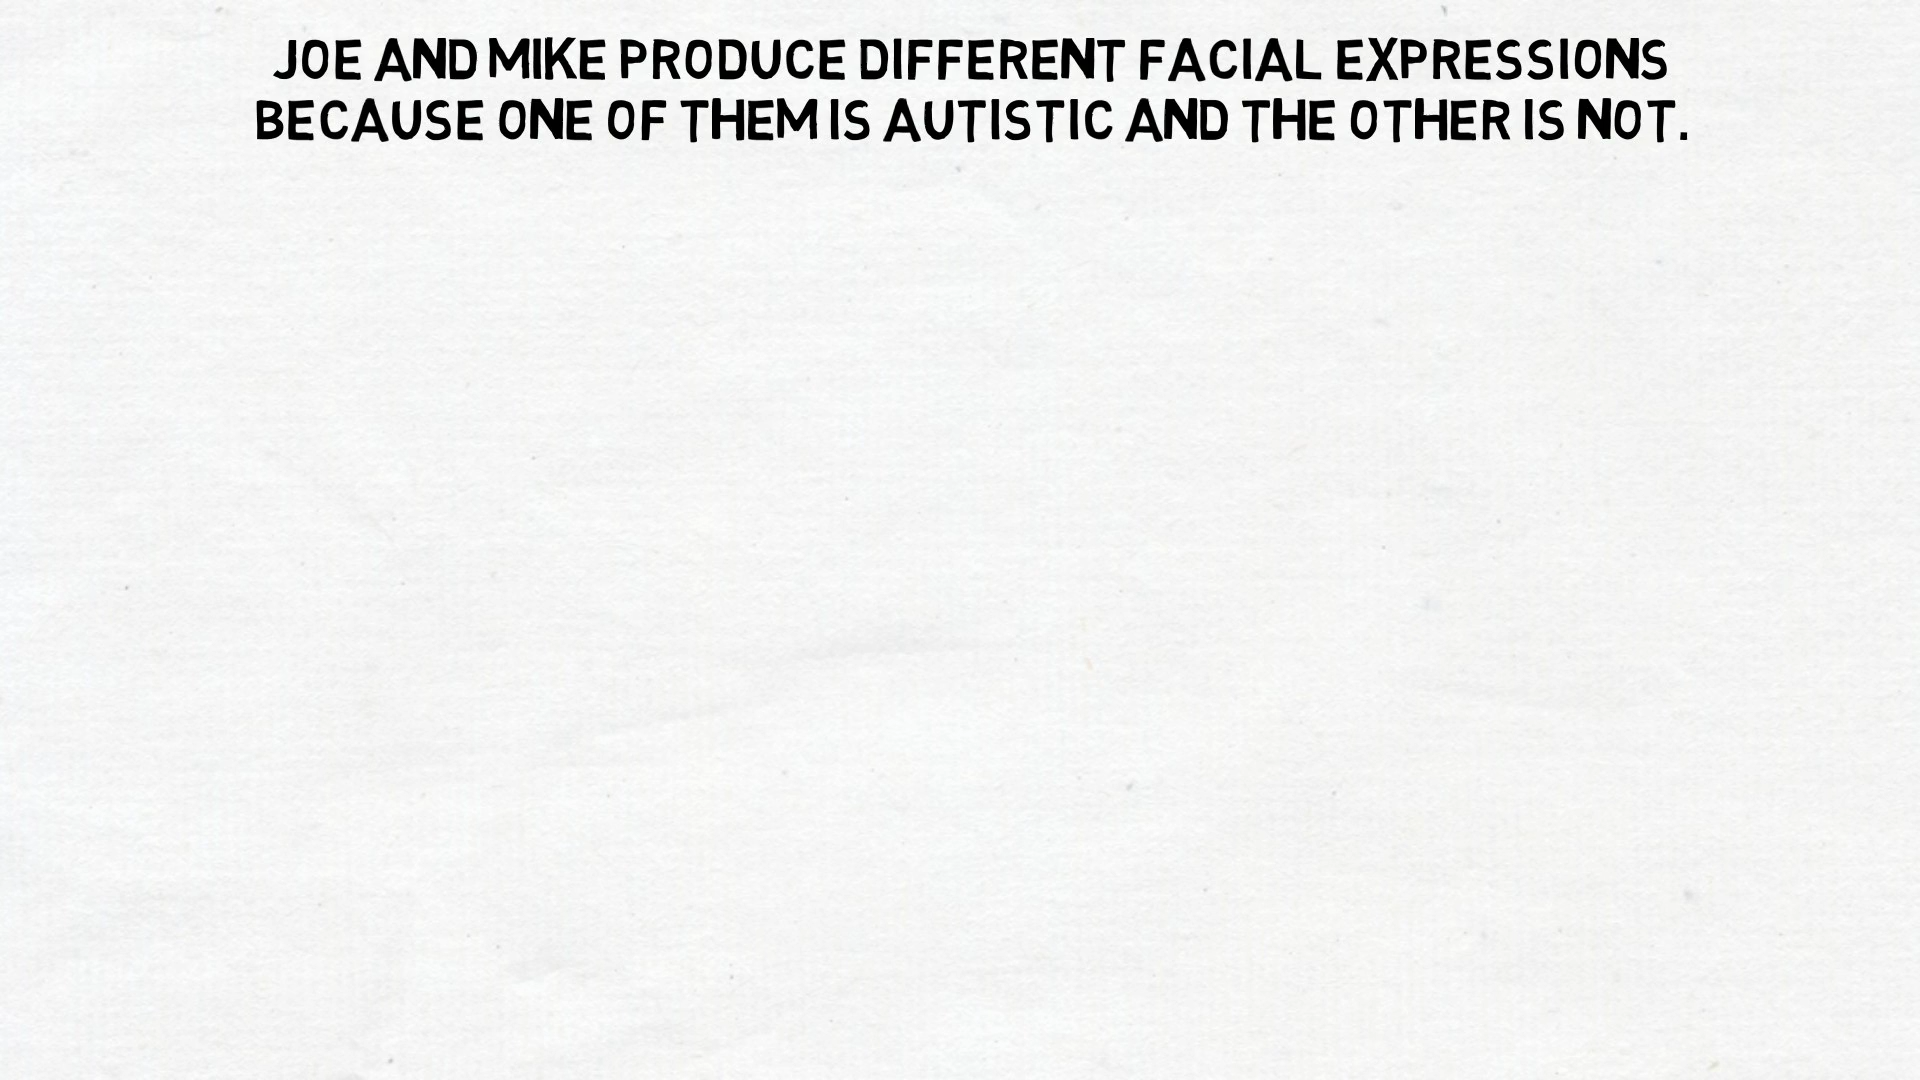 JOE AND MIKE PRODUCE DIFFERENT FACIAL EXPRESSIONS
BECAUSE ONE OF THEM IS AUTISTIC AND THE OTHER IS NOT.